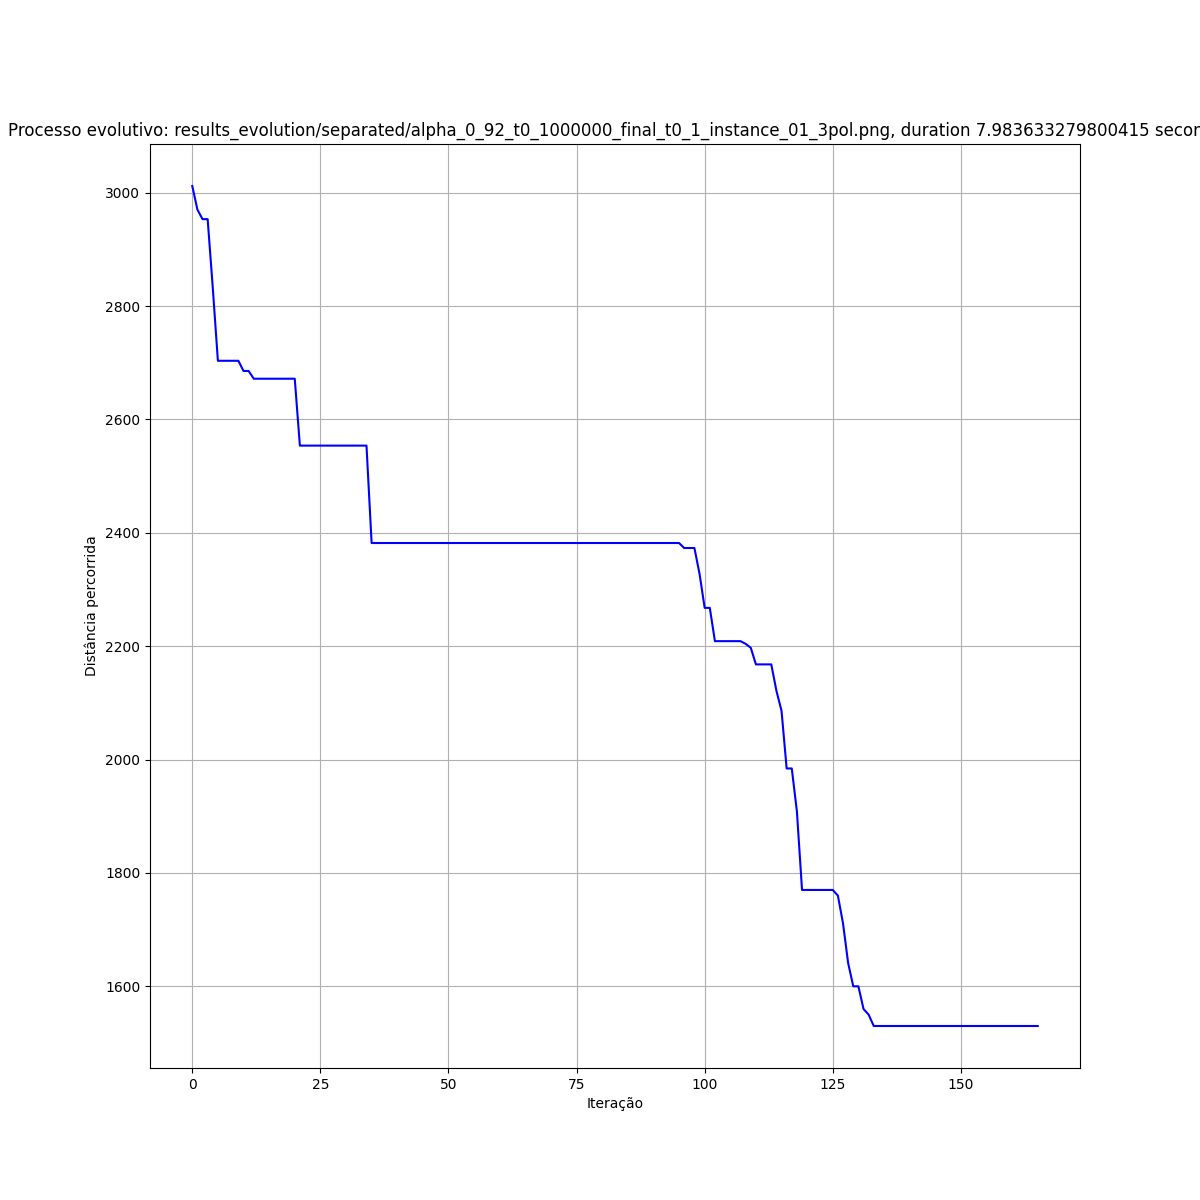 Processo evolutivo: results_evolution/separated/alpha_0_92_t0_1000000_final_t0_1_instance_01_3pol.png, duration 7.983633279800415 secor
3000
2800
2600
2400
2200
2000
1800
1600
Distância percorrida
0 25 50 75 100 125 150
Iteração